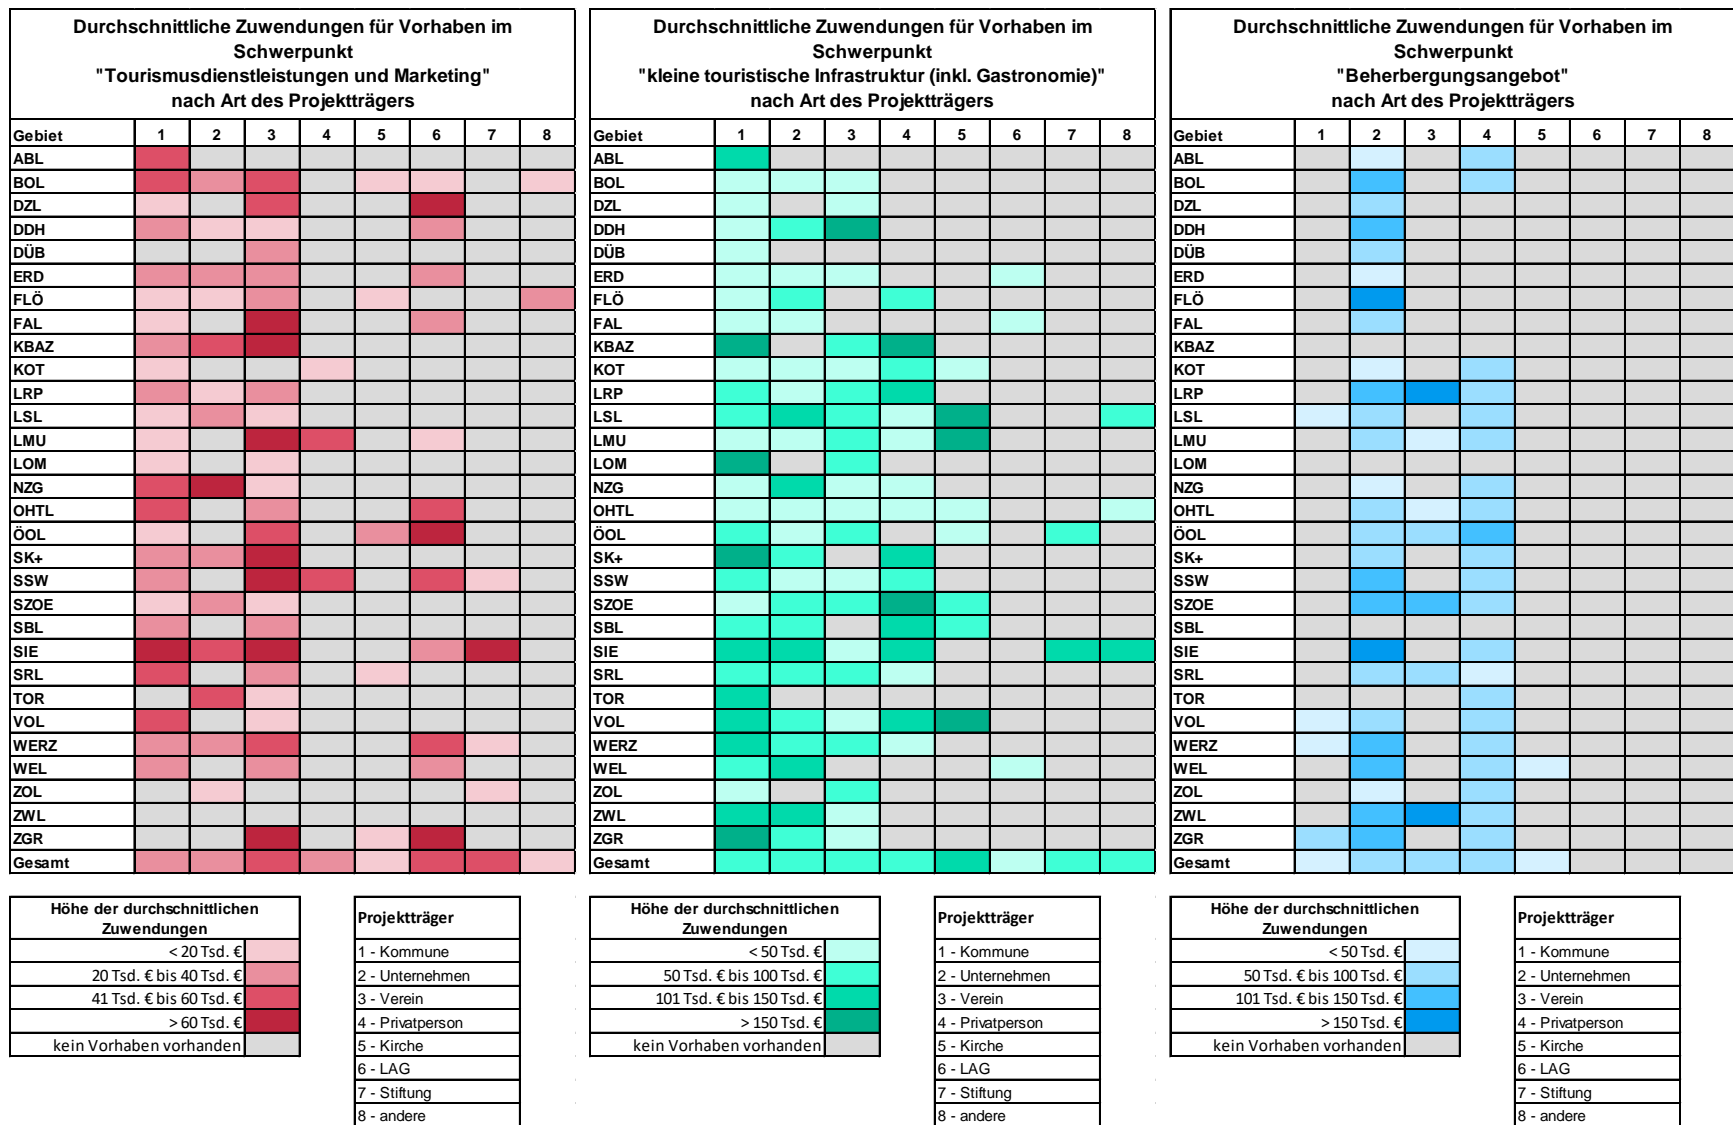 Durchschnittliche Zuwendungen für Vorhaben im
Schwerpunkt
"Tourismusdienstleistungen und Marketing"
nach Art des Projektträgers
Gebiet 1 2 3 4 5 6 7 8
ABL
BOL
DZL
DDH
DÜB
ERD
FLÖ
FAL
KBAZ
KOT
LRP
LSL
LMU
LOM
NZG
OHTL
ÖOL
SK+
SSW
SZOE
SBL
SIE
SRL
TOR
VOL
WERZ
WEL
ZOL
ZWL
ZGR
Gesamt
Höhe der durchschnittlichen
Zuwendungen
< 20 Tsd. €
20 Tsd. € bis 40 Tsd. €
41 Tsd. € bis 60 Tsd. €
> 60 Tsd. €
kein Vorhaben vorhanden
Projektträger
1 - Kommune
2 - Unternehmen
3 - Verein
4 - Privatperson
5 - Kirche
6 - LAG
7 - Stiftung
8 - andere
Durchschnittliche Zuwendungen für Vorhaben im
Schwerpunkt
"kleine touristische Infrastruktur (inkl. Gastronomie)"
nach Art des Projektträgers
Gebiet 1 2 3 4 5 6 7 8
ABL
BOL
DZL
DDH
DÜB
ERD
FLÖ
FAL
KBAZ
KOT
LRP
LSL
LMU
LOM
NZG
OHTL
ÖOL
SK+
SSW
SZOE
SBL
SIE
SRL
TOR
VOL
WERZ
WEL
ZOL
ZWL
ZGR
Gesamt
Höhe der durchschnittlichen
Zuwendungen
< 50 Tsd. €
50 Tsd. € bis 100 Tsd. €
101 Tsd. € bis 150 Tsd. €
> 150 Tsd. €
kein Vorhaben vorhanden
Projektträger
1 - Kommune
2 - Unternehmen
3 - Verein
4 - Privatperson
5 - Kirche
6 - LAG
7 - Stiftung
8 - andere
Durchschnittliche Zuwendungen für Vorhaben im
Schwerpunkt
"Beherbergungsangebot"
nach Art des Projektträgers
Gebiet 1 2 3 4 5 6 7 8
ABL
BOL
DZL
DDH
DÜB
ERD
FLÖ
FAL
KBAZ
KOT
LRP
LSL
LMU
LOM
NZG
OHTL
ÖOL
SK+
SSW
SZOE
SBL
SIE
SRL
TOR
VOL
WERZ
WEL
ZOL
ZWL
ZGR
Gesamt
Höhe der durchschnittlichen
Zuwendungen
< 50 Tsd. €
50 Tsd. € bis 100 Tsd. €
101 Tsd. € bis 150 Tsd. €
> 150 Tsd. €
kein Vorhaben vorhanden
Projektträger
1 - Kommune
2 - Unternehmen
3 - Verein
4 - Privatperson
5 - Kirche
6 - LAG
7 - Stiftung
8 - andere